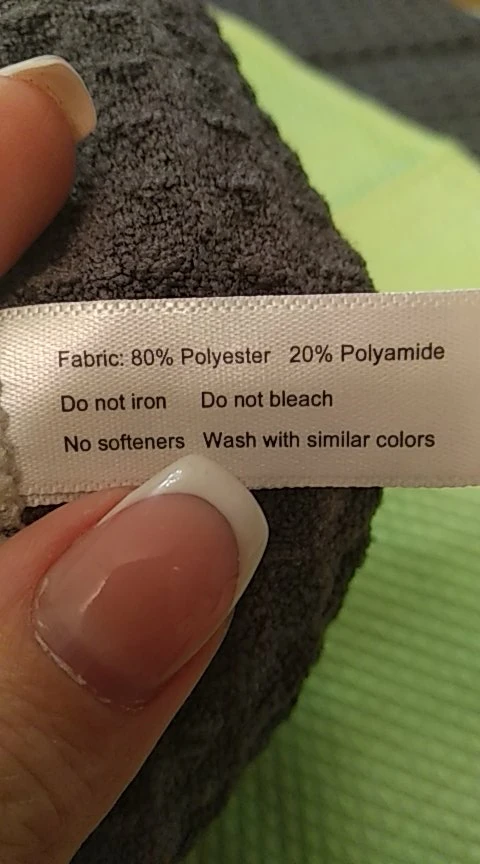 Fabric: 80% Polyester 20% Polyamide
Do not iron Do not bleach
No softeners Wash with similar colors